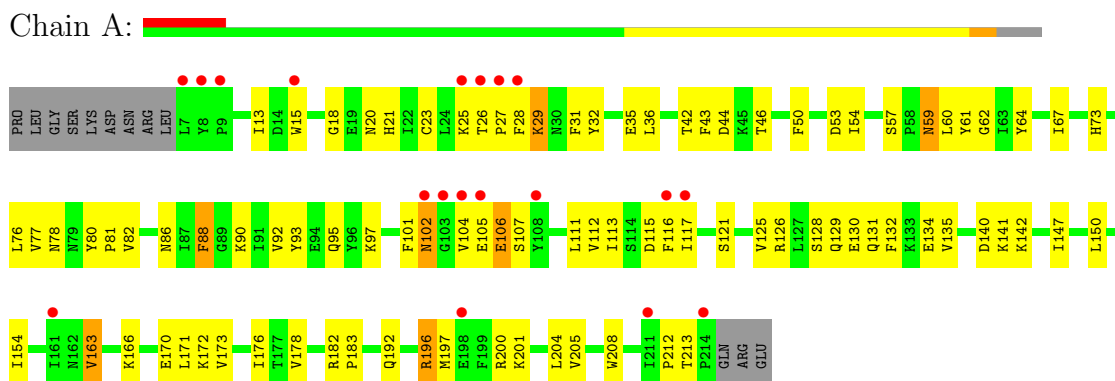 Chain A:
PRO LEU GLY SER LYS ASP ASN ARG LEU L7 Y8 P9 I13 D14 W15 G18 E19 N20 H21 I22 C23 L24 K25 T26 P27 F28 K29 N30 F31 Y32 E35 L36 T42 F43 D44 K45 T46 F50 D53 I54 S57 P58 N59 L60 Y61 G62 I63 Y64 I67 H73
L76 V77 N78 N79 Y80 P81 V82 N86 I87 F88 G89 K90 I91 V92 Y93 E94 Q95 Y96 K97 F101 N102 G103 V104 E105 E106 S107 Y108 L111 V112 I113 S114 D115 F116 I117 S121 V125 R126 L127 S128 Q129 E130 Q131 F132 K133 E134 V135 D140 K141 K142 I147 L150
I154 I161 N162 V163 K166 E170 L171 K172 V173 I176 T177 V178 R182 P183 Q192 R196 M197 E198 F199 R200 K201 L204 V205 W208 I211 P212 T213 P214 GLN ARG GLU